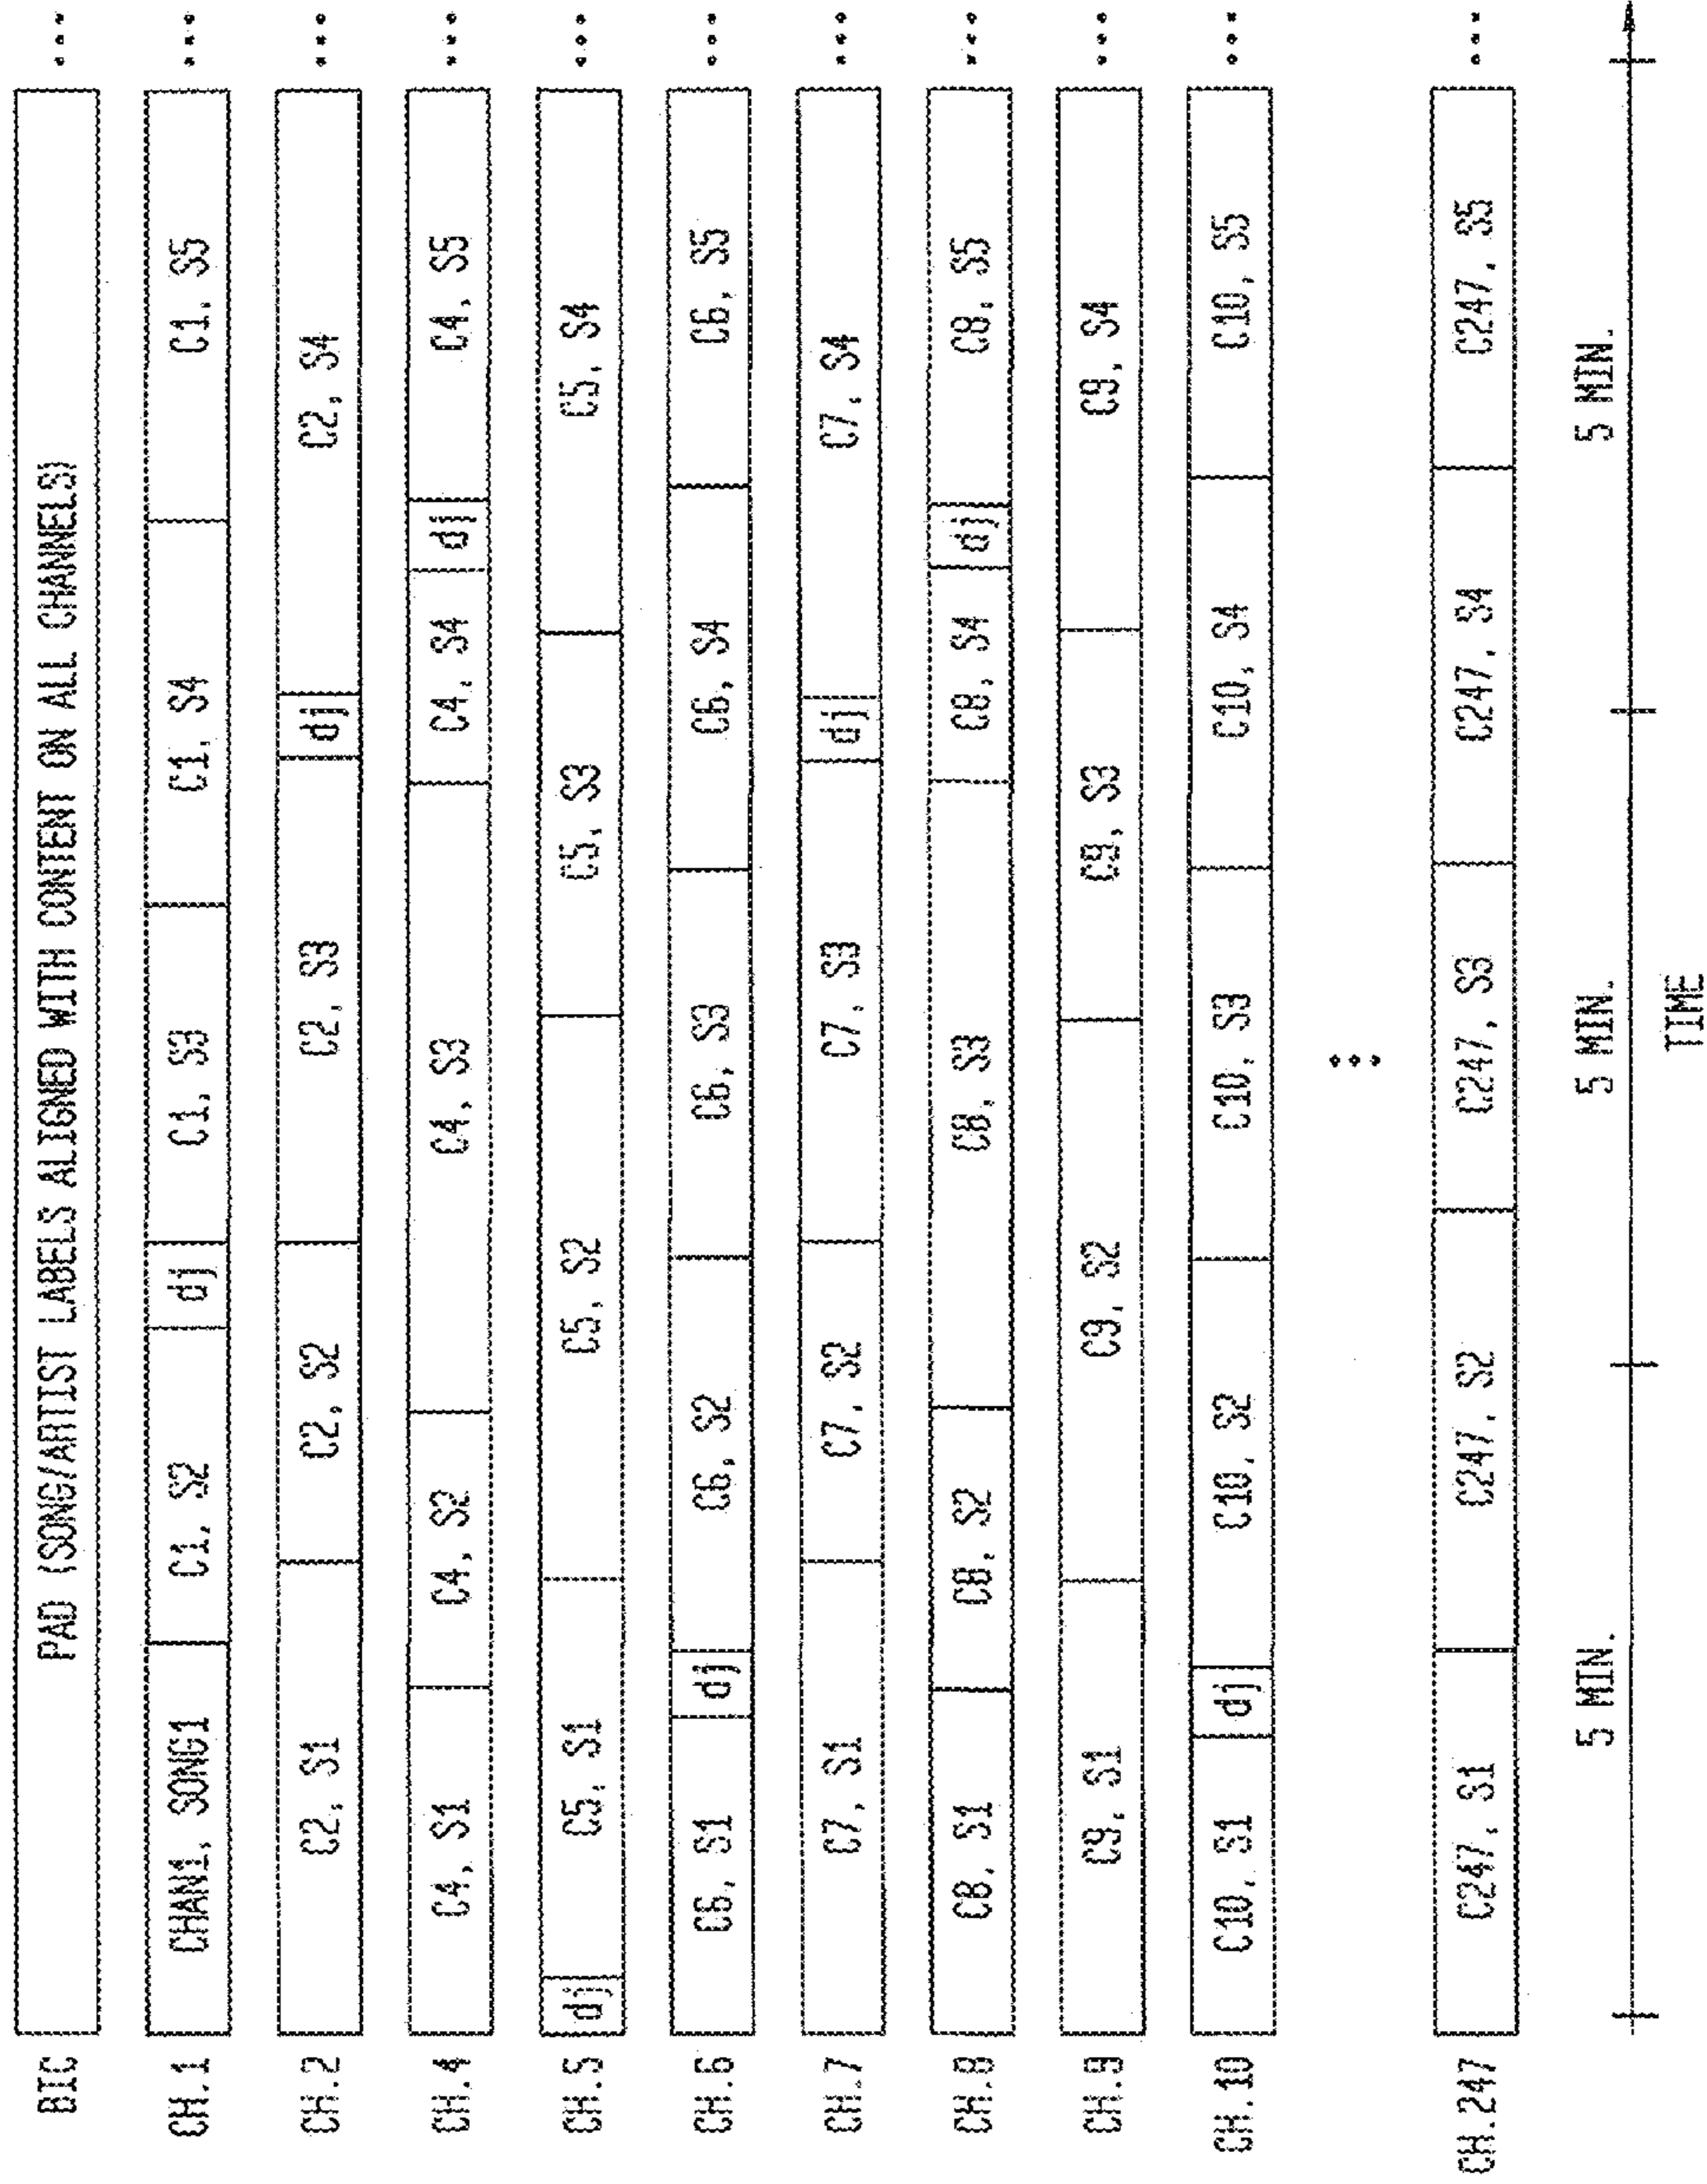 BIC PAD (SONG/ARTIST LABELS ALIGNED WITH CONTENT ON ALL CHANNELS)
CH.1 CHAN1, SONG1 C1, S2 dj C1, S3 C1, S4 C1, S5
CH.2 C2, S1 C2, S2 C2, S3 dj C2, S4
CH.4 C4, S1 C4, S2 C4, S3 C4, S4 dj C4, S5
CH.5 dj C5, S1 C5, S2 C5, S3 C5, S4
CH.6 C6, S1 dj C6, S2 C6, S3 C6, S4 C6, S5
CH.7 C7, S1 C7, S2 C7, S3 dj C7, S4
CH.8 C8, S1 C8, S2 C8, S3 C8, S4 dj C8, S5
CH.9 C9, S1 C9, S2 C9, S3 C9, S4
CH.10 C10, S1 dj C10, S2 C10, S3 C10, S4 C10, S5
CH.247 C247, S1 C247, S2 C247, S3 C247, S4 C247, S5
5 MIN. 5 MIN. 5 MIN.
TIME